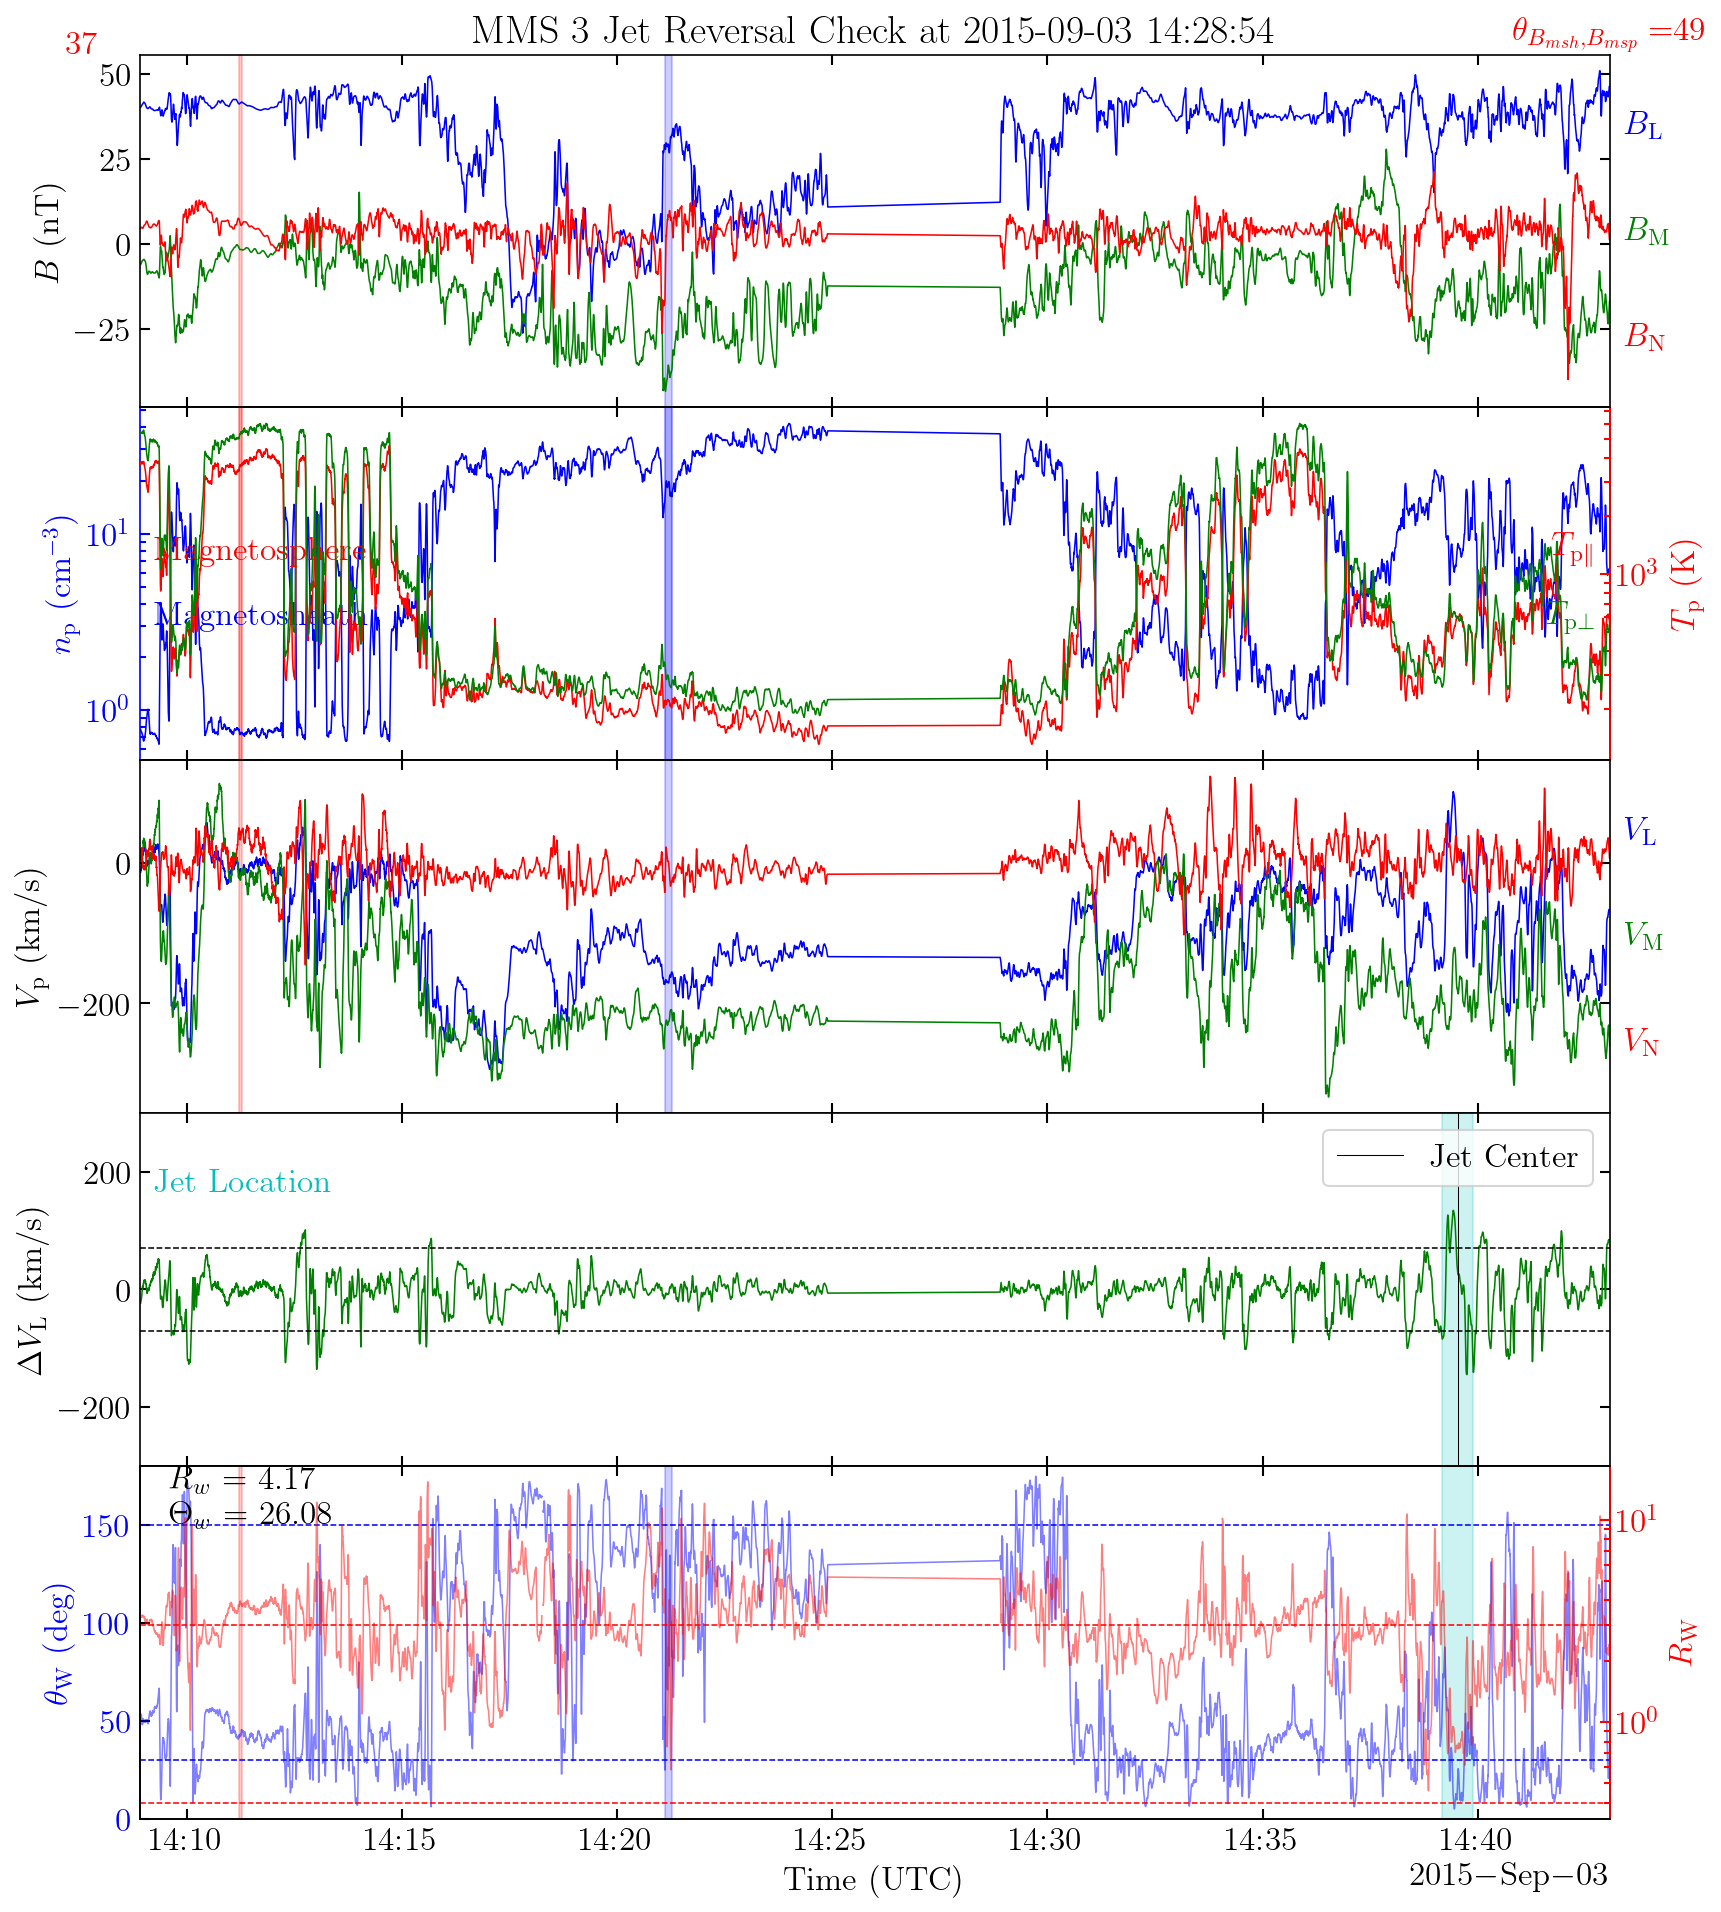 MMS 3 Jet Reversal Check at 2015-09-03 14:28:54
37
θ_{B_{msh},B_{msp}} =49
50
25
0
−25
B (nT)
B_L
B_M
B_N
10^1
10^0
n_p (cm^{−3})
Magnetosphere
Magnetosheath
T_{p∥}
T_{p⊥}
10^3
T_p (K)
0
−200
V_p (km/s)
V_L
V_M
V_N
200
0
−200
ΔV_L (km/s)
Jet Location
Jet Center
R_w = 4.17
Θ_w = 26.08
150
100
50
0
θ_W (deg)
10^1
10^0
R_W
14:10
14:15
14:20
14:25
14:30
14:35
14:40
Time (UTC)
2015−Sep−03